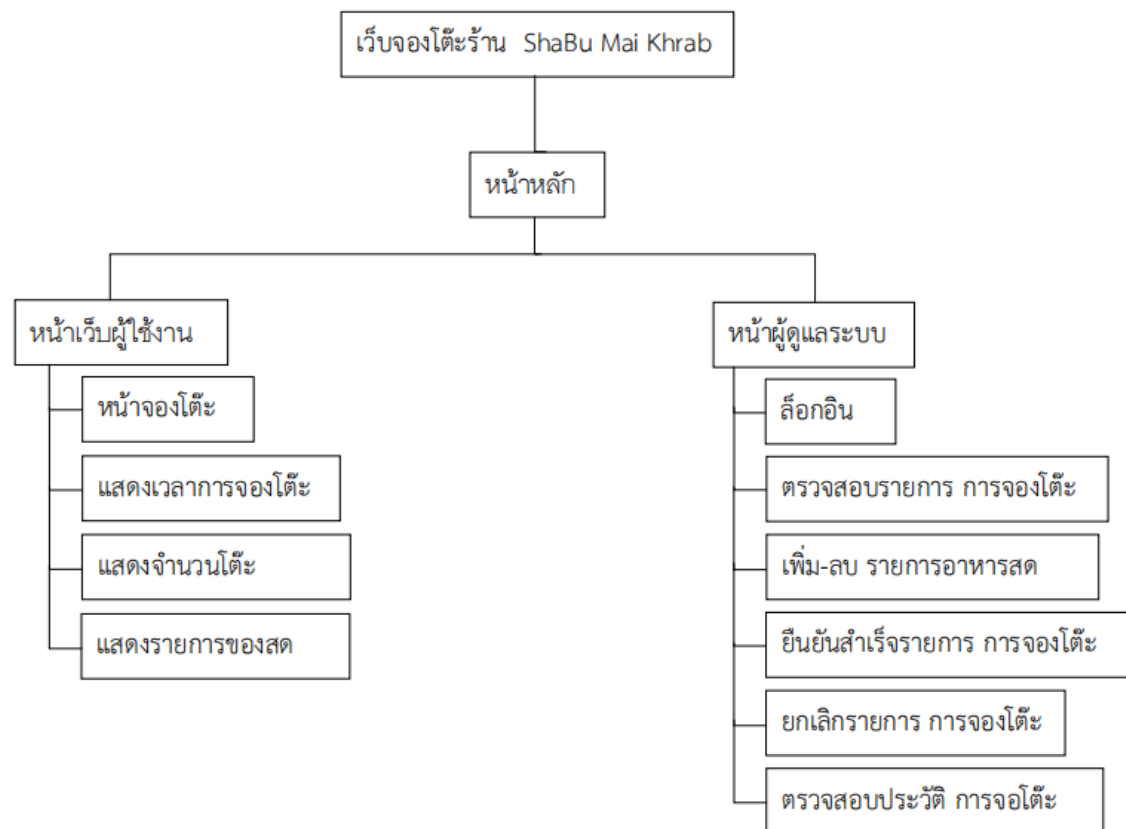 เว็บจองโต๊ะร้าน ShaBu Mai Khrab
หน้าหลัก
หน้าเว็บผู้ใช้งาน
หน้าจองโต๊ะ
แสดงเวลาการจองโต๊ะ
แสดงจำนวนโต๊ะ
แสดงรายการของสด
หน้าผู้ดูแลระบบ
ล็อกอิน
ตรวจสอบรายการ การจองโต๊ะ
เพิ่ม-ลบ รายการอาหารสด
ยืนยันสำเร็จรายการ การจองโต๊ะ
ยกเลิกรายการ การจองโต๊ะ
ตรวจสอบประวัติ การจอโต๊ะ